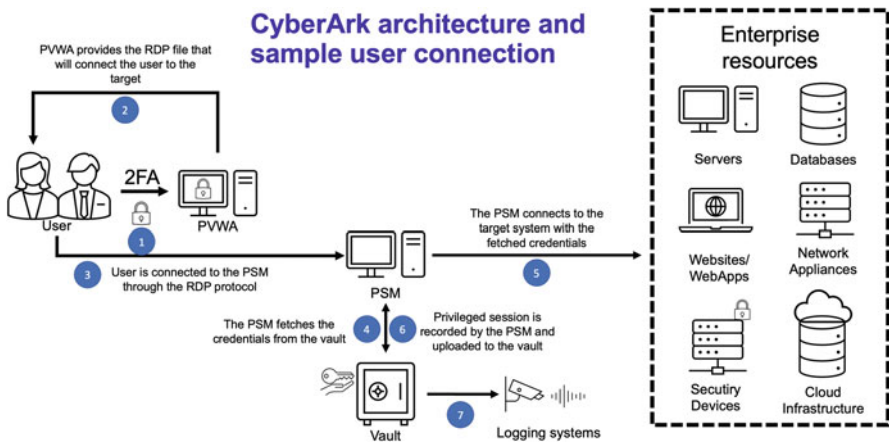 CyberArk architecture and
sample user connection
PVWA provides the RDP file that
will connect the user to the
target
2
2FA
User
1
PVWA
3
User is connected to the PSM
through the RDP protocol
PSM
The PSM connects to the
target system with the
fetched credentials
5
The PSM fetches the
credentials from the vault
4
6
Privileged session is
recorded by the PSM and
uploaded to the vault
Vault
7
Logging systems
Enterprise
resources
Servers
Databases
Websites/
WebApps
Network
Appliances
Secutiry
Devices
Cloud
Infrastructure